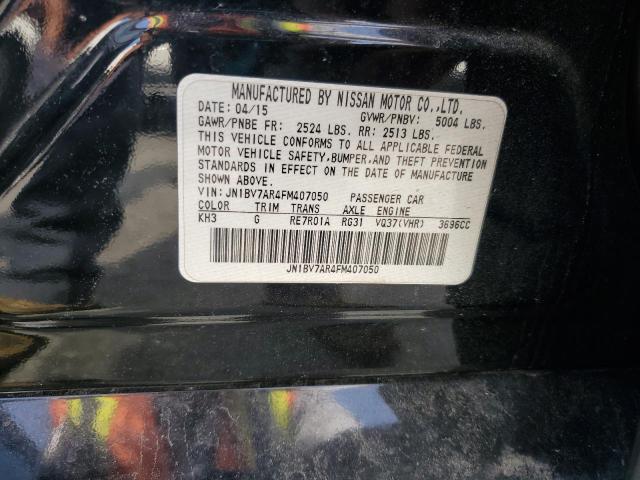 MANUFACTURED BY NISSAN MOTOR CO.,LTD.
DATE: 04/15 GVWR/PNBV: 5004 LBS.
GAWR/PNBE FR: 2524 LBS. RR: 2513 LBS.
THIS VEHICLE CONFORMS TO ALL APPLICABLE FEDERAL
MOTOR VEHICLE SAFETY,BUMPER,AND THEFT PREVENTION
STANDARDS IN EFFECT ON THE DATE OF MANUFACTURE
SHOWN ABOVE.
VIN:JN1BV7AR4FM407050 PASSENGER CAR
COLOR TRIM TRANS AXLE ENGINE
KH3 G RE7R01A RG31 VQ37(VHR) 3696CC
JN1BV7AR4FM407050